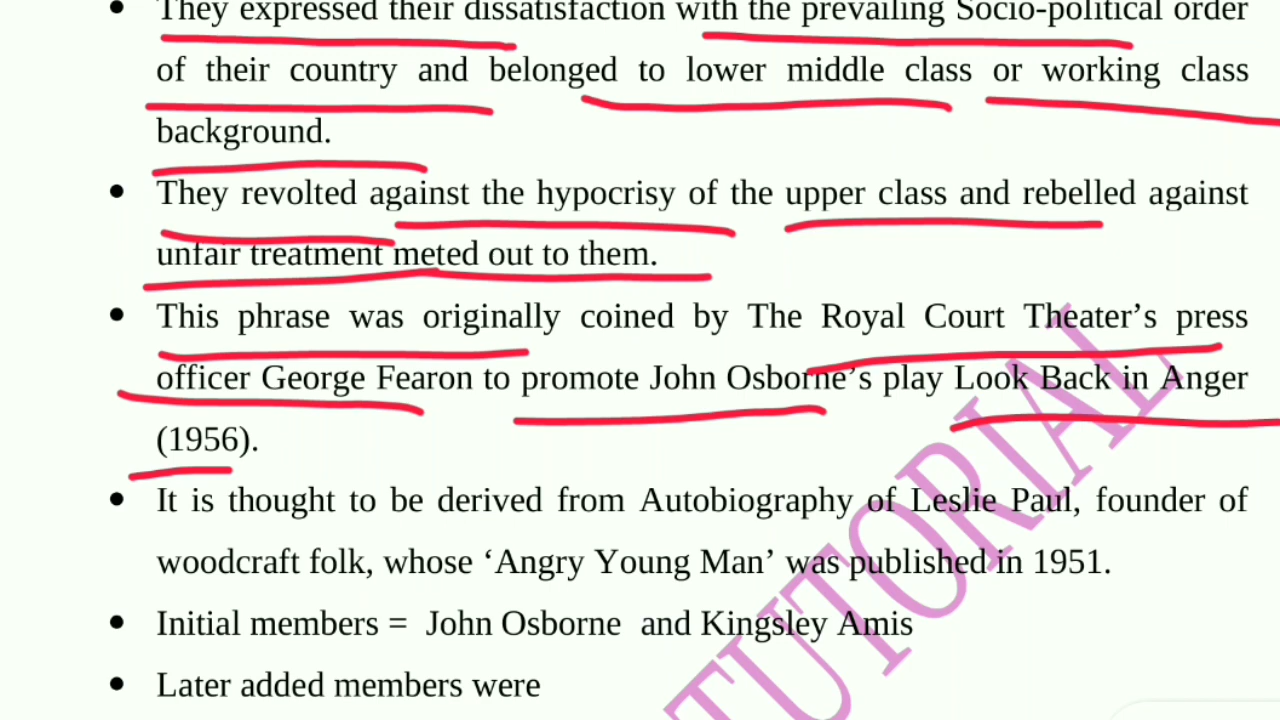 • They expressed their dissatisfaction with the prevailing Socio-political order
of their country and belonged to lower middle class or working class
background.
• They revolted against the hypocrisy of the upper class and rebelled against
unfair treatment meted out to them.
• This phrase was originally coined by The Royal Court Theater’s press
officer George Fearon to promote John Osborne’s play Look Back in Anger
(1956).
• It is thought to be derived from Autobiography of Leslie Paul, founder of
woodcraft folk, whose ‘Angry Young Man’ was published in 1951.
• Initial members = John Osborne and Kingsley Amis
• Later added members were
TUTORIAL